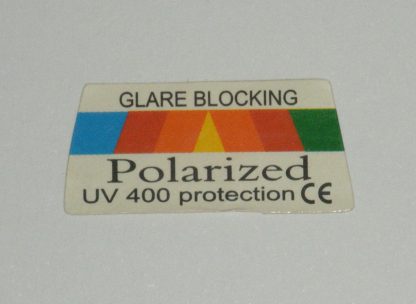 GLARE BLOCKING
Polarized
UV 400 protection CE